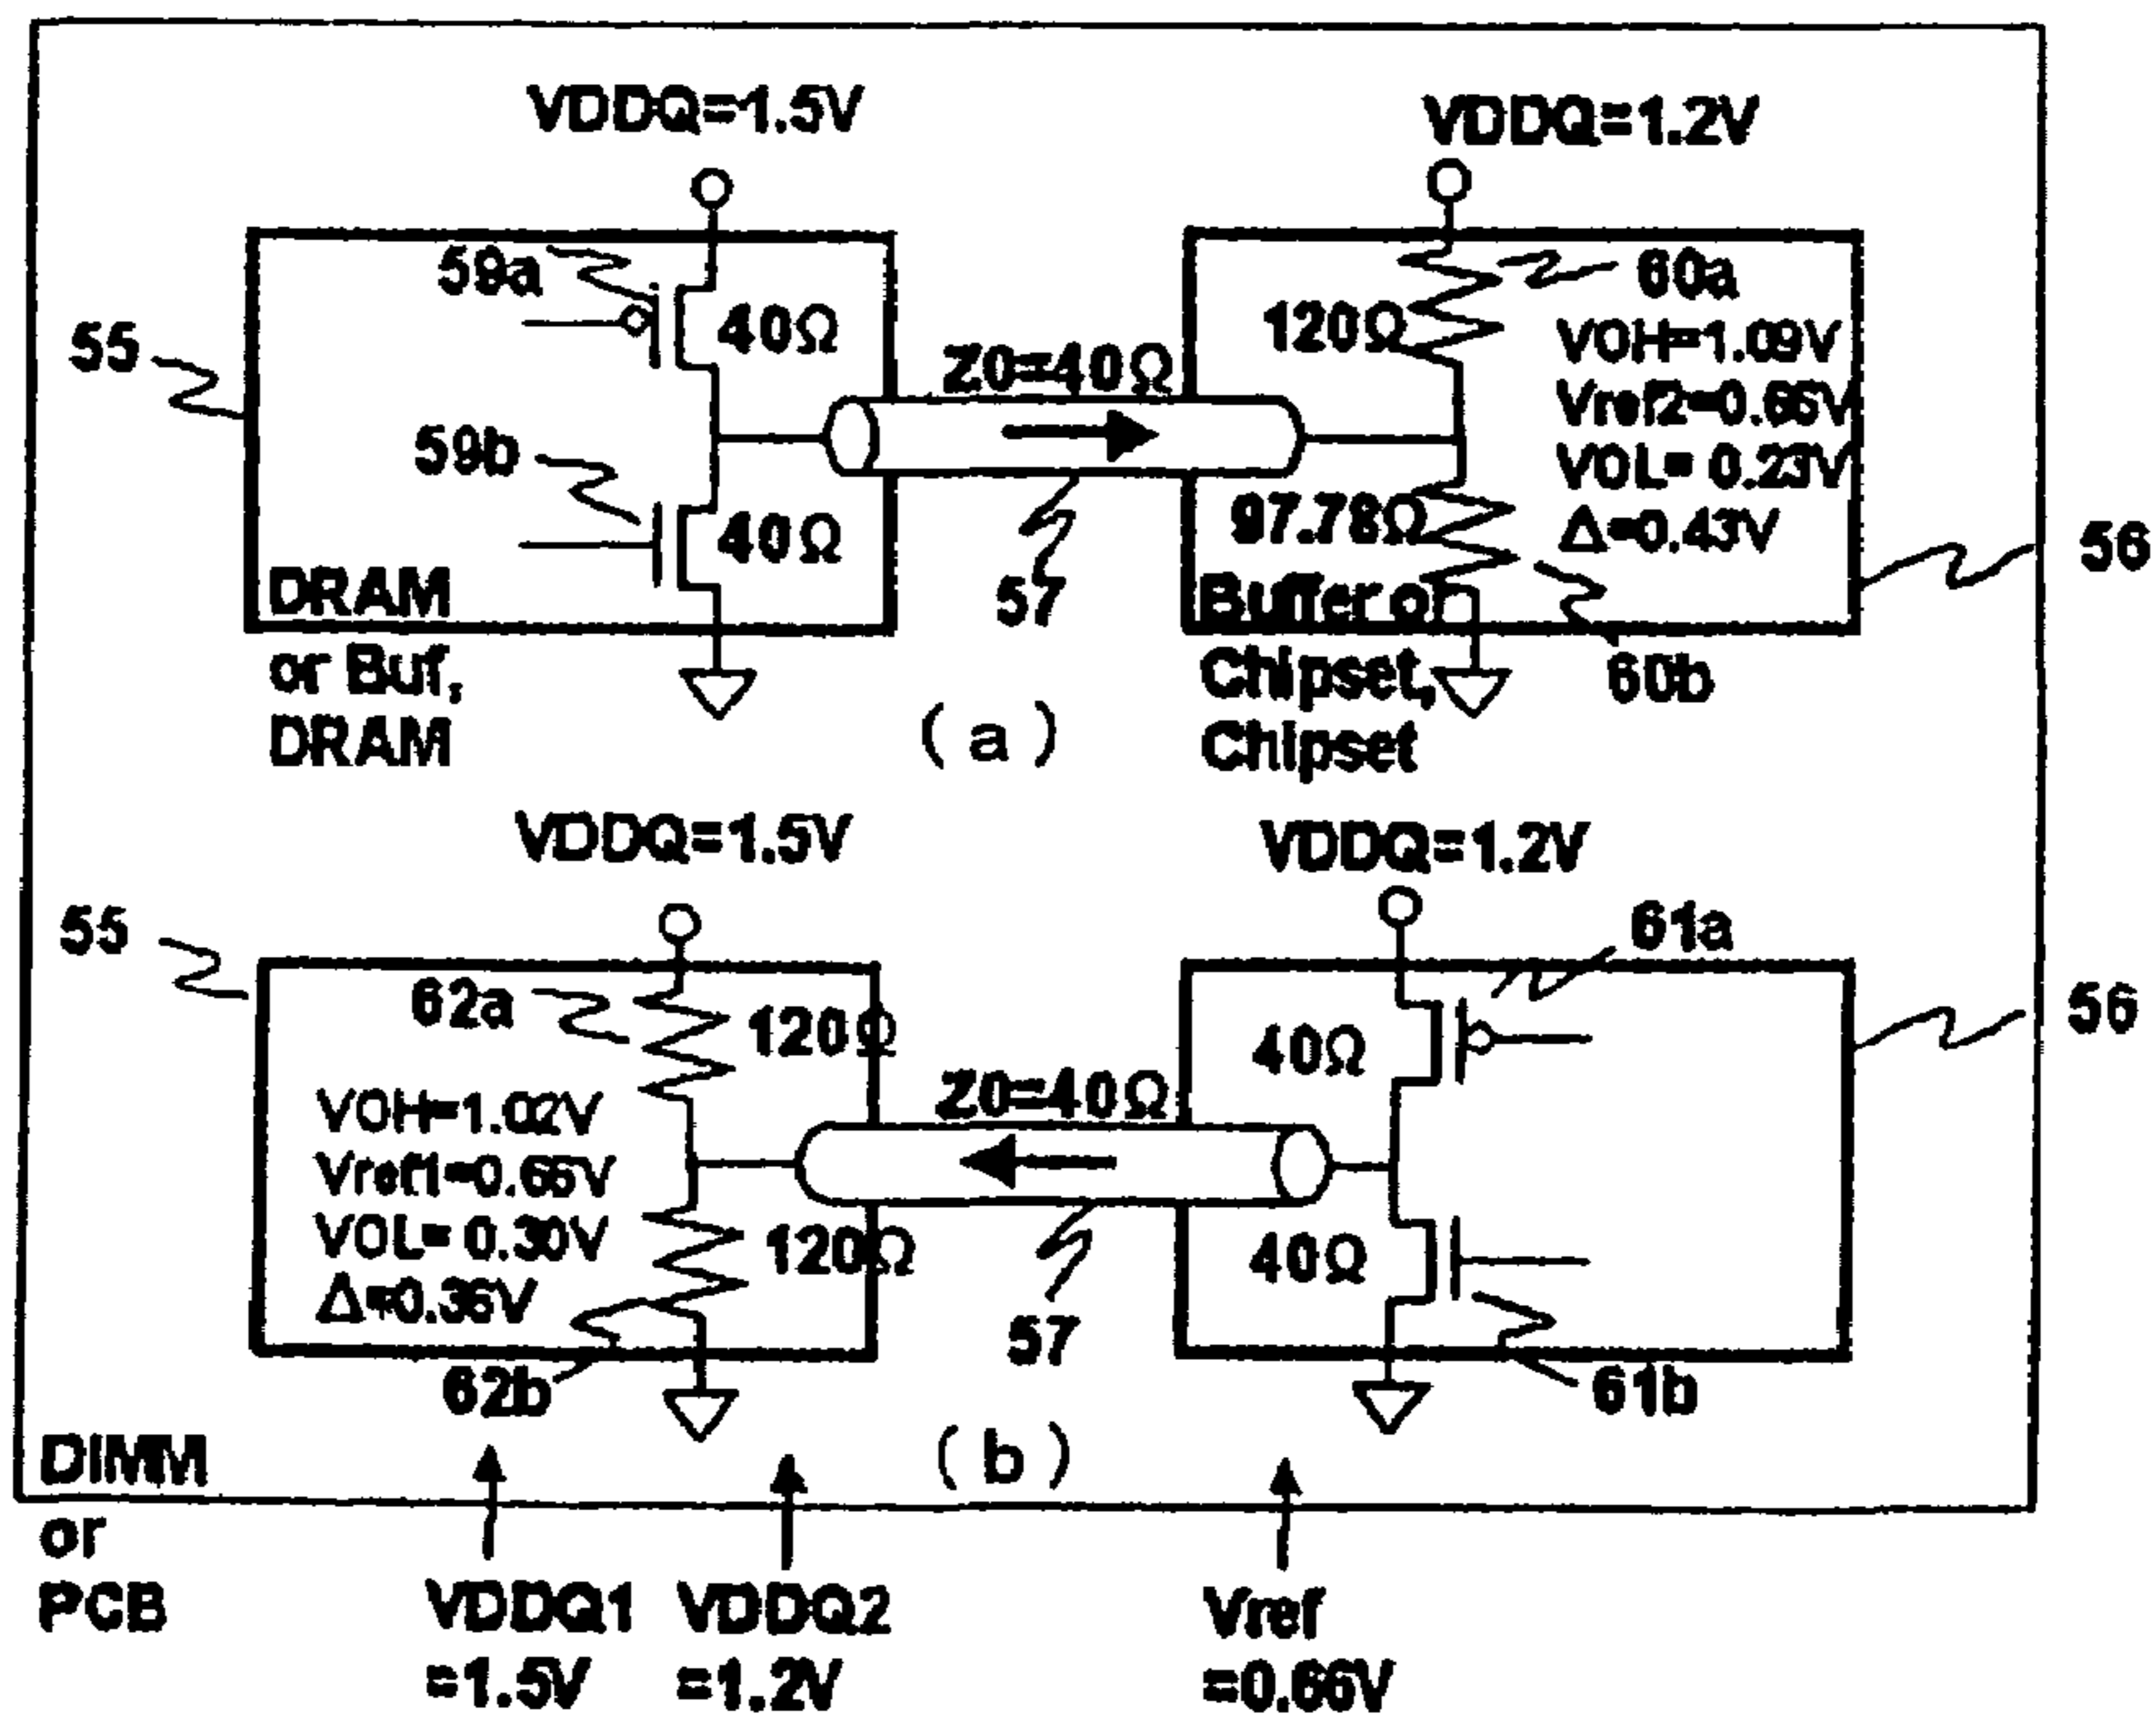 VDDQ=1.5V
VDDQ=1.2V
59a
40Ω
60a
120Ω
55
Z0=40Ω
VOH=1.09V
Vref2=0.66V
VOL= 0.23V
Δ=0.43V
59b
40Ω
97.78Ω
57
56
DRAM
or Buf,
DRAM
Buffer or
Chipset,
Chipset
60b
(a)
VDDQ=1.5V
VDDQ=1.2V
55
62a
120Ω
61a
40Ω
56
VOH=1.02V
Vref1=0.66V
VOL= 0.30V
Δ=0.36V
Z0=40Ω
120Ω
40Ω
57
62b
61b
(b)
DIMM
or
PCB
VDDQ1
=1.5V
VDDQ2
=1.2V
Vref
=0.66V